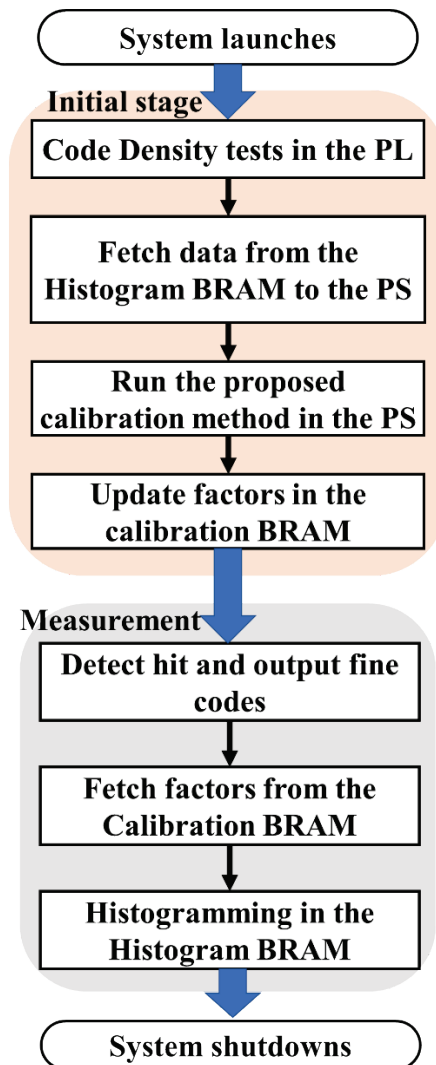 System launches
Initial stage
Code Density tests in the PL
Fetch data from the
Histogram BRAM to the PS
Run the proposed
calibration method in the PS
Update factors in the
calibration BRAM
Measurement
Detect hit and output fine
codes
Fetch factors from the
Calibration BRAM
Histogramming in the
Histogram BRAM
System shutdowns